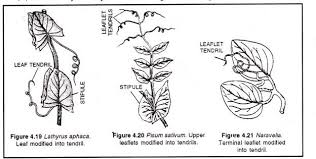 LEAF TENDRIL
STIPULE
Figure 4.19 Lathyrus aphaca.
Leaf modified into tendril.
LEAFLET
TENDRILS
STIPULE
Figure 4.20 Pisum sativum. Upper
leaflets modified into tendrils.
LEAFLET
TENDRIL
Figure 4.21 Naravelia.
Terminal leaflet modified
into tendril.